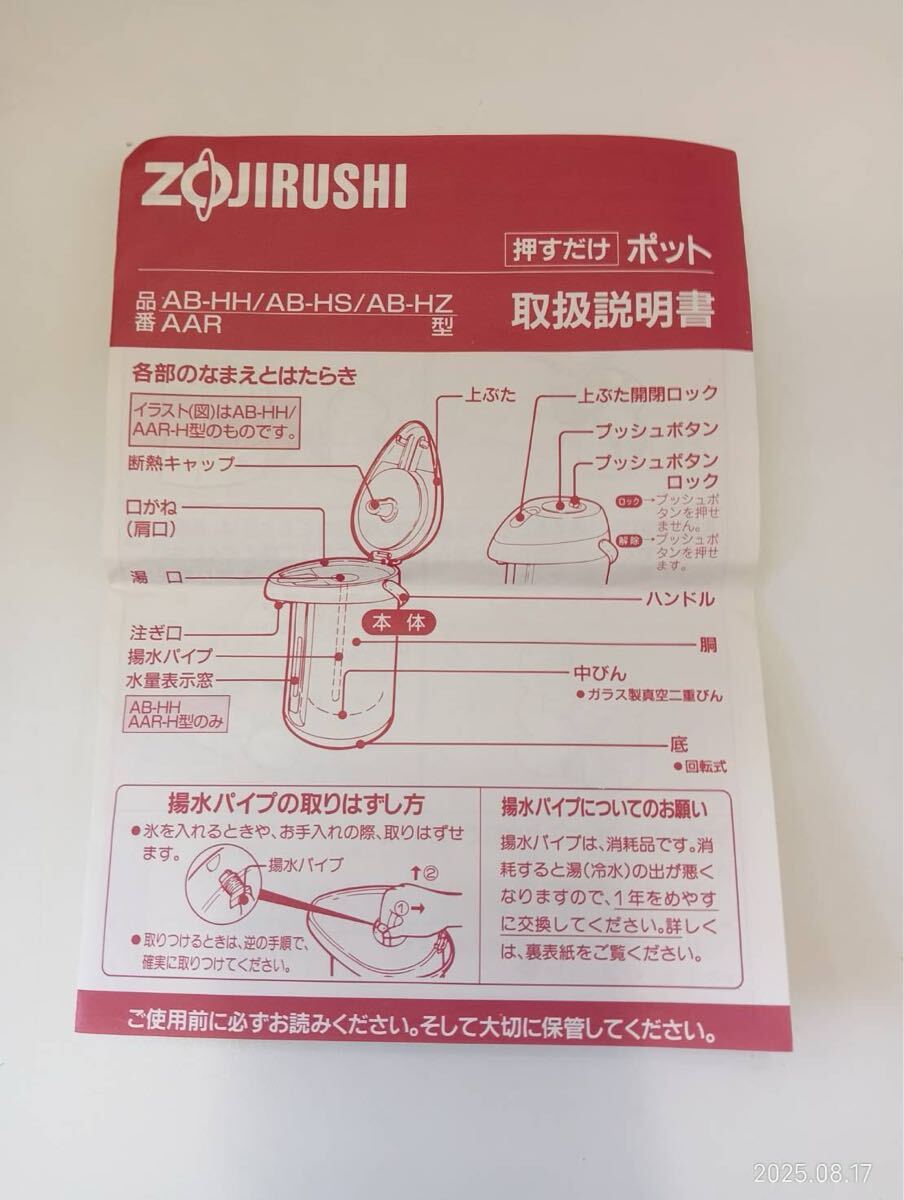 ZOJIRUSHI
押すだけ ポット
品番 AB-HH/AB-HS/AB-HZ
AAR 型
取扱説明書
各部のなまえとはたらき
イラスト(図)はAB-HH/
AAR-H型のものです。
断熱キャップ
口がね
(肩口)
湯口
注ぎ口
揚水パイプ
水量表示窓
AB-HH
AAR-H型のみ
上ぶた
上ぶた開閉ロック
プッシュボタン
プッシュボタン
ロック
ロック→プッシュボ
タンを押せ
ません。
解除→プッシュボ
タンを押せ
ます。
ハンドル
本体
胴
中びん
●ガラス製真空二重びん
底
●回転式
揚水パイプの取りはずし方
●氷を入れるときや、お手入れの際、取りはずせ
ます。
揚水パイプ
↑②
①→
●取りつけるときは、逆の手順で、
確実に取りつけてください。
揚水パイプについてのお願い
揚水パイプは、消耗品です。消
耗すると湯(冷水)の出が悪く
なりますので、1年をめやす
に交換してください。詳しく
は、裏表紙をご覧ください。
ご使用前に必ずお読みください。そして大切に保管してください。
2025.08.17